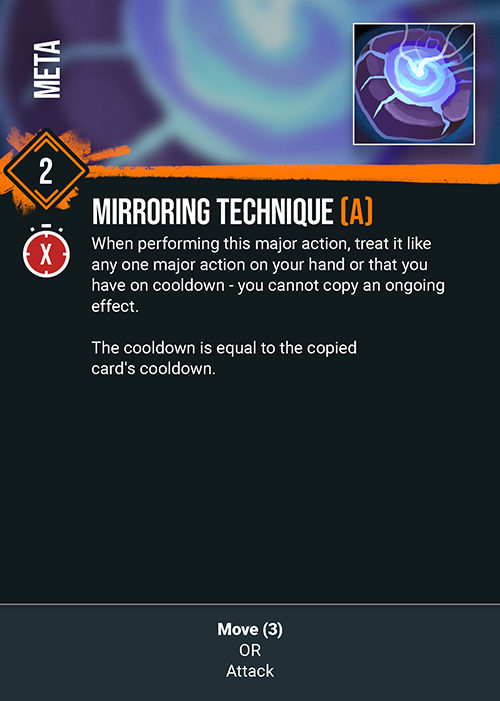 META
2
MIRRORING TECHNIQUE (A)
X
When performing this major action, treat it like
any one major action on your hand or that you
have on cooldown - you cannot copy an ongoing
effect.
The cooldown is equal to the copied
card's cooldown.
Move (3)
OR
Attack